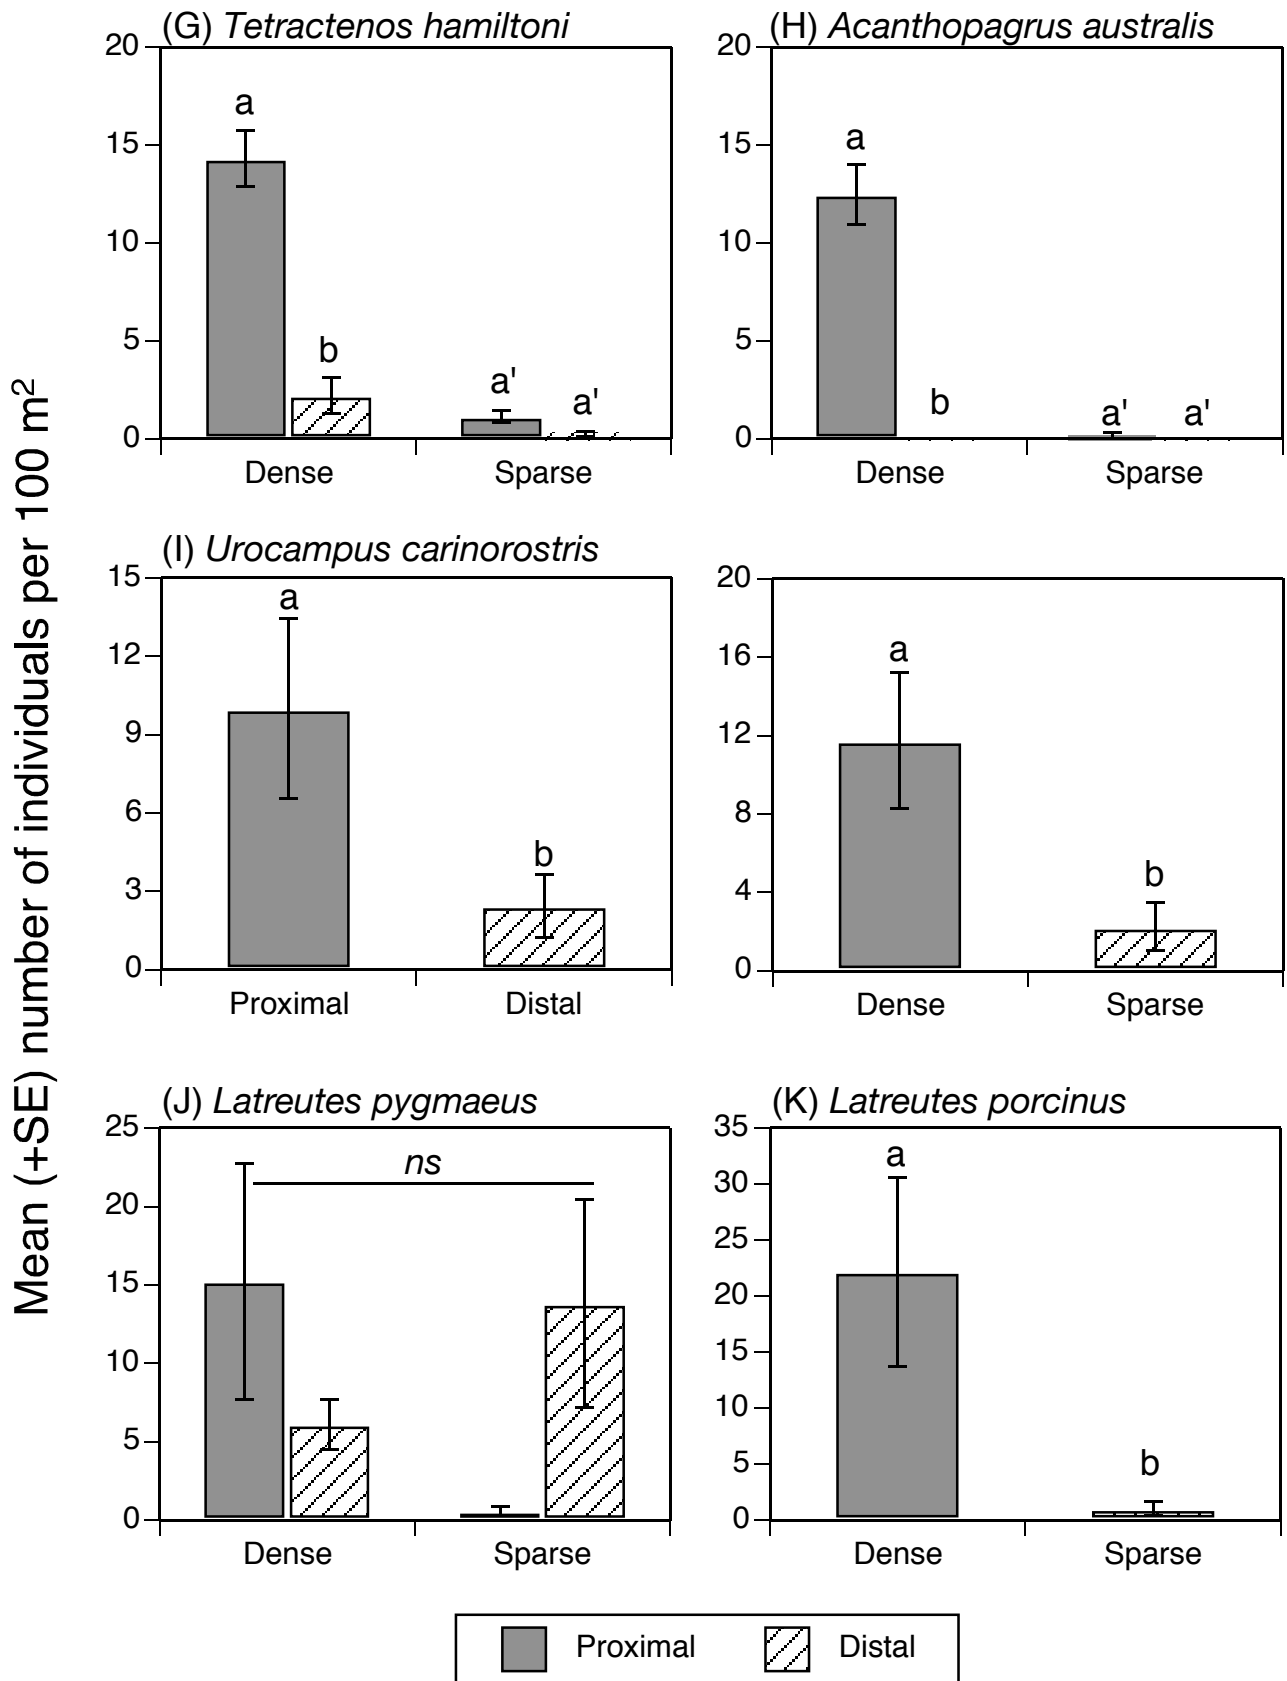 (G) Tetractenos hamiltoni
20
15
10
5
0
a
b
a'
a'
Dense
Sparse
(H) Acanthopagrus australis
20
15
10
5
0
a
b
a'
a'
Dense
Sparse
Mean (+SE) number of individuals per 100 m²
(I) Urocampus carinorostris
15
12
9
6
3
0
a
b
Proximal
Distal
20
16
12
8
4
0
a
b
Dense
Sparse
(J) Latreutes pygmaeus
25
20
15
10
5
0
ns
Dense
Sparse
(K) Latreutes porcinus
35
30
25
20
15
10
5
0
a
b
Dense
Sparse
Proximal
Distal